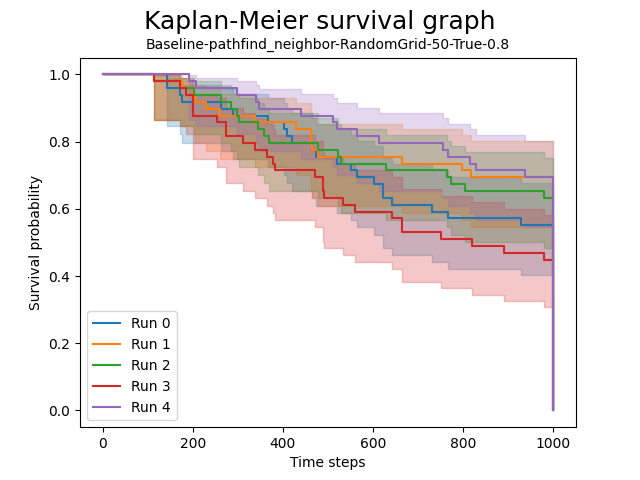 Kaplan-Meier survival graph
Baseline-pathfind_neighbor-RandomGrid-50-True-0.8
1.0
0.8
0.6
0.4
0.2
0.0
Survival probability
Run 0
Run 1
Run 2
Run 3
Run 4
0 200 400 600 800 1000
Time steps